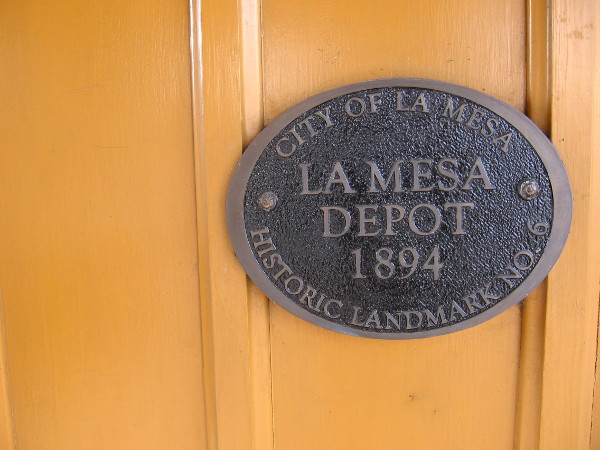 CITY OF LA MESA
LA MESA
DEPOT
1894
HISTORIC LANDMARK NO. 6